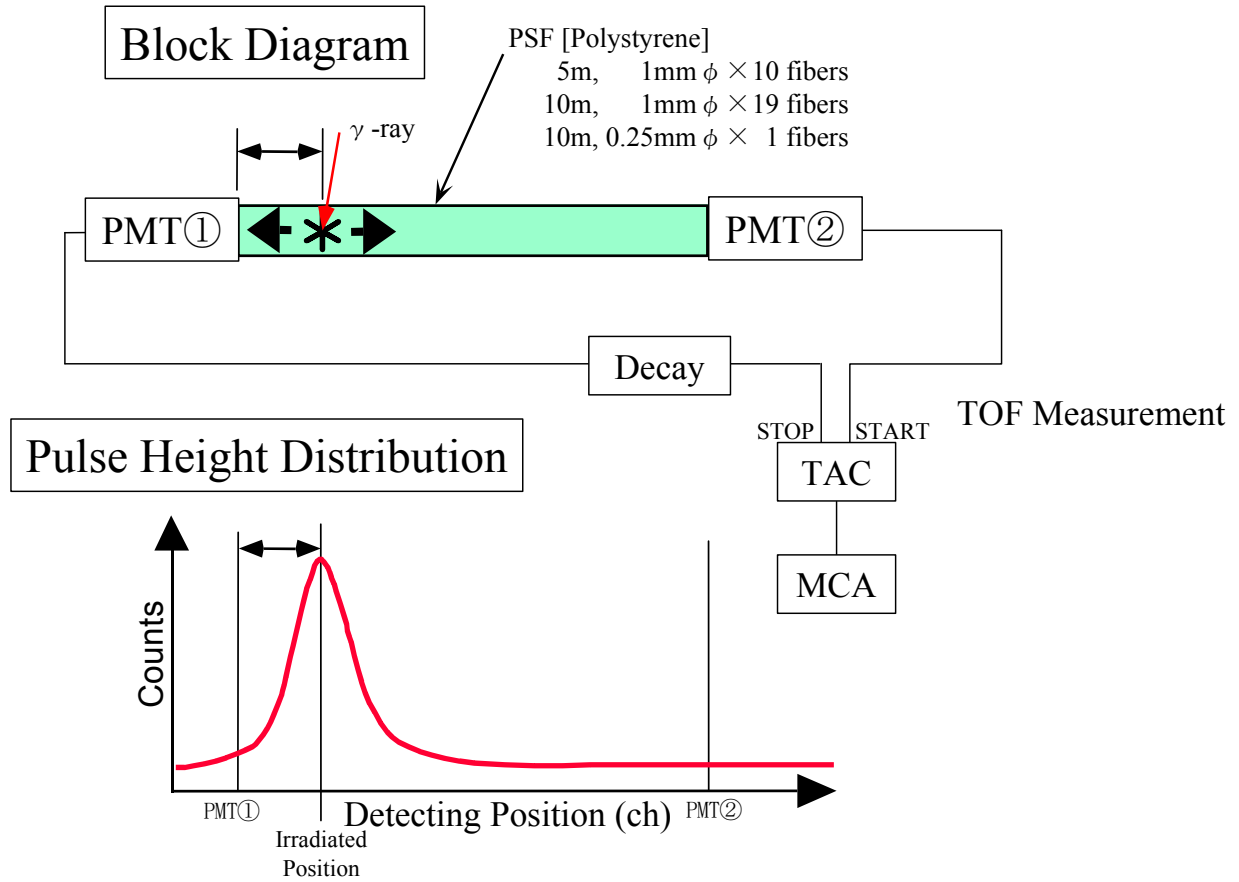 Block Diagram
PSF [Polystyrene]
5m, 1mm φ ×10 fibers
10m, 1mm φ ×19 fibers
10m, 0.25mm φ × 1 fibers
γ -ray
PMT①
PMT②
Decay
TOF Measurement
STOP
START
TAC
MCA
Pulse Height Distribution
Counts
PMT①
Detecting Position (ch)
PMT②
Irradiated
Position